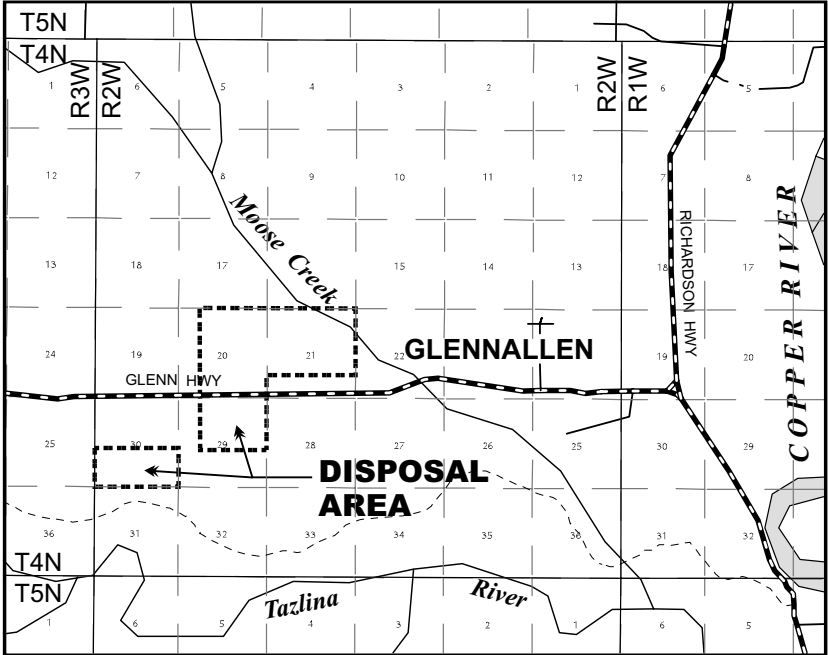 T5N
T4N
R3W
R2W
R2W
R1W
1 6 5 4 3 2 1 6 5
12 7 8 9 10 11 12 7 8
Moose Creek
RICHARDSON HWY
COPPER RIVER
13 18 17 15 14 13 18 17
24 19 20 21 22 19 20
GLENNALLEN
GLENN HWY
25 30 29 28 27 26 25 30 29
DISPOSAL
AREA
36 31 32 33 34 35 31 32
T4N
T5N
Tazlina River
1 6 5 4 3 2 1 6 5